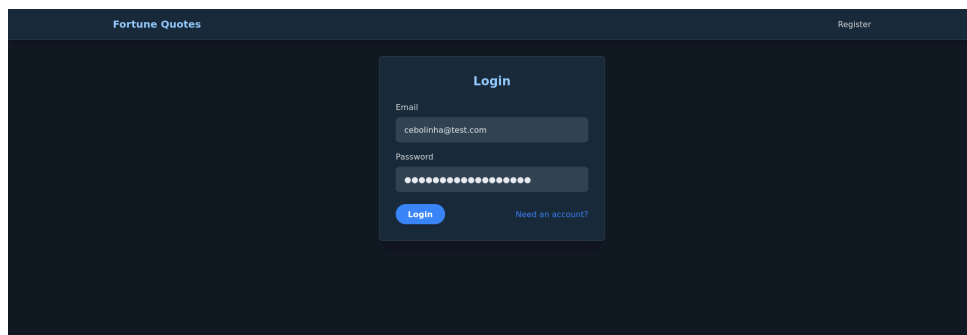 Fortune Quotes
Register
Login
Email
cebolinha@test.com
Password
●●●●●●●●●●●●●●●●●●
Login
Need an account?